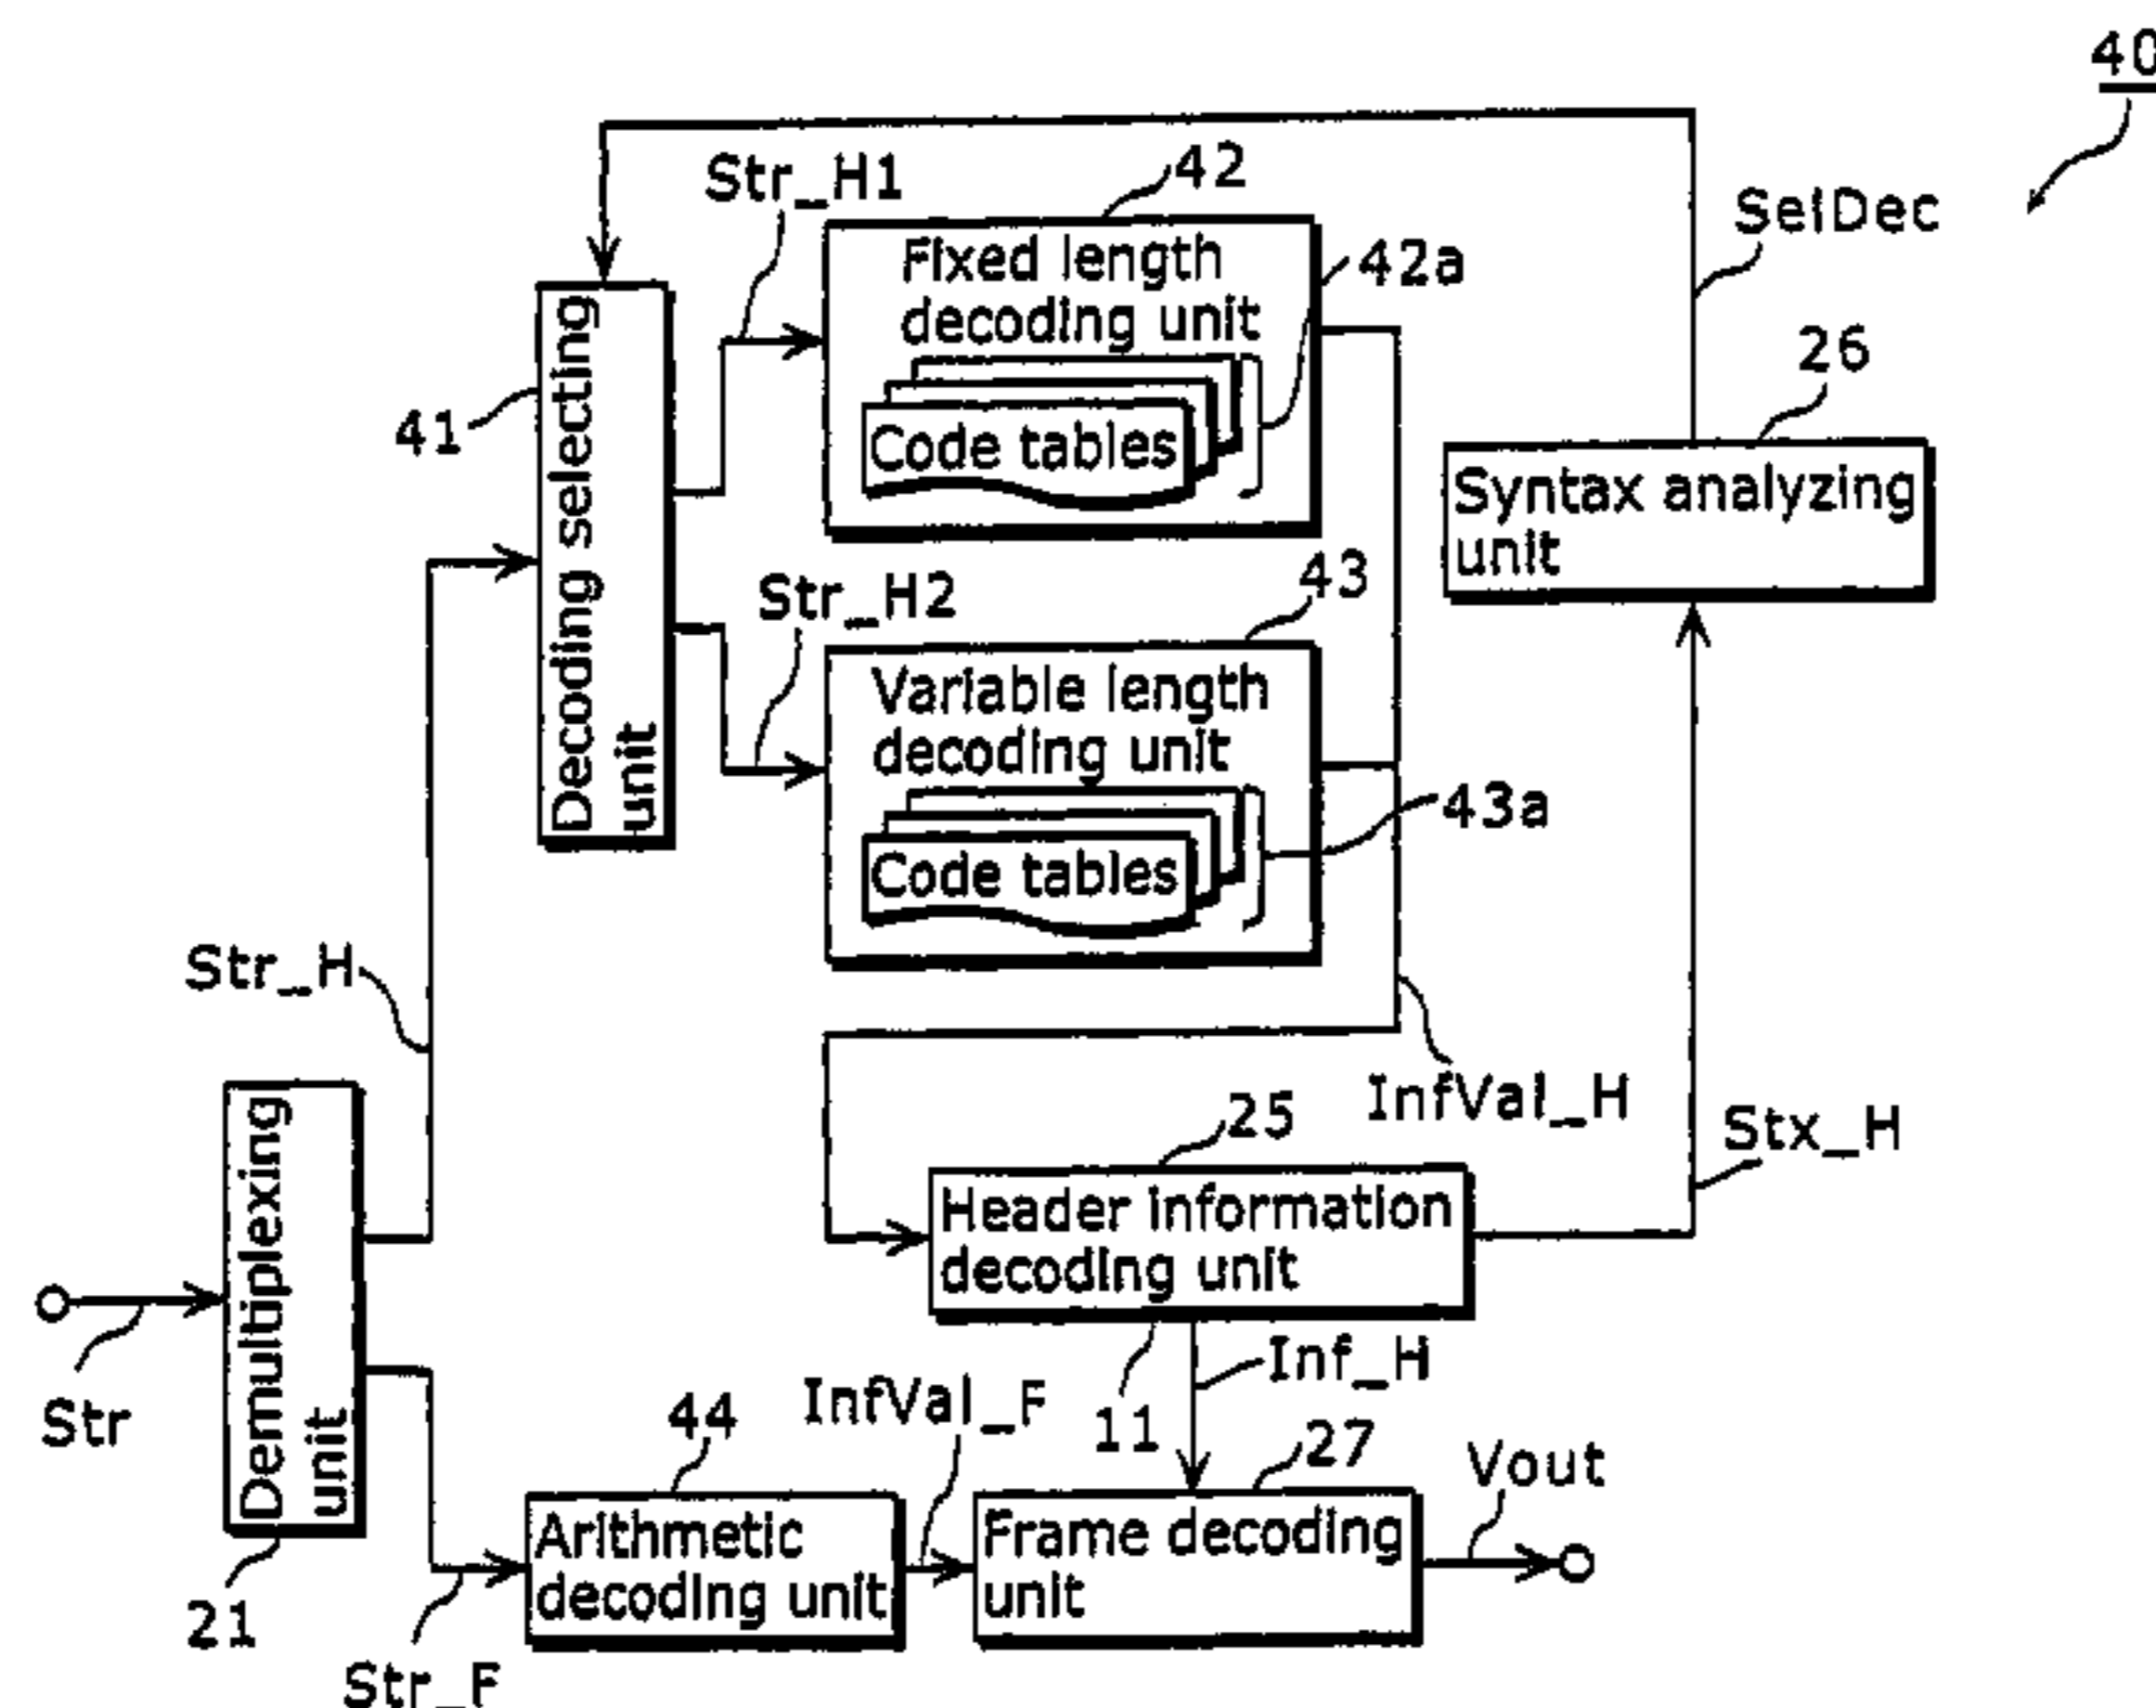 40
Str_H1
42
SelDec
Fixed length
decoding unit
42a
Code tables
26
41
Decoding selecting
unit
Syntax analyzing
unit
Str_H2
43
Variable length
decoding unit
43a
Code tables
Str_H
InfVal_H
25
Stx_H
Header information
decoding unit
Demultiplexing
unit
Str
21
Inf_H
11
44
InfVal_F
27
Vout
Arithmetic
decoding unit
Frame decoding
unit
Str_F